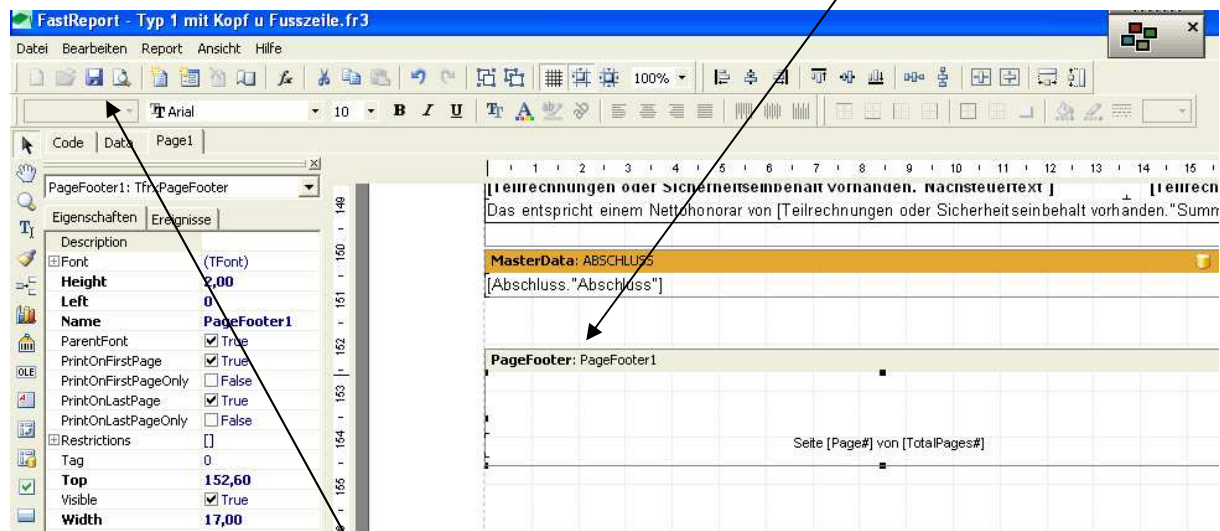 FastReport - Typ 1 mit Kopf u Fusszeile.fr3
Datei Bearbeiten Report Ansicht Hilfe
100%
Arial 10 B I U
Code Data Page1
1 2 3 4 5 6 7 8 9 10 11 12 13 14 15
PageFooter1: TfrxPageFooter
Eigenschaften Ereignisse
Description
Font (TFont)
Height 2,00
Left 0
Name PageFooter1
ParentFont True
PrintOnFirstPage True
PrintOnFirstPageOnly False
PrintOnLastPage True
PrintOnLastPageOnly False
Restrictions []
Tag 0
Top 152,60
Visible True
Width 17,00
OLE
149
150
151
152
153
154
155
[Teilrechnungen oder Sicherheitseinbehalt vorhanden. Nachsteuertext ] [Teilrech
Das entspricht einem Nettohonorar von [Teilrechnungen oder Sicherheitseinbehalt vorhanden."Summ
MasterData: ABSCHLUSS
[Abschluss."Abschluss"]
PageFooter: PageFooter1
Seite [Page#] von [TotalPages#]